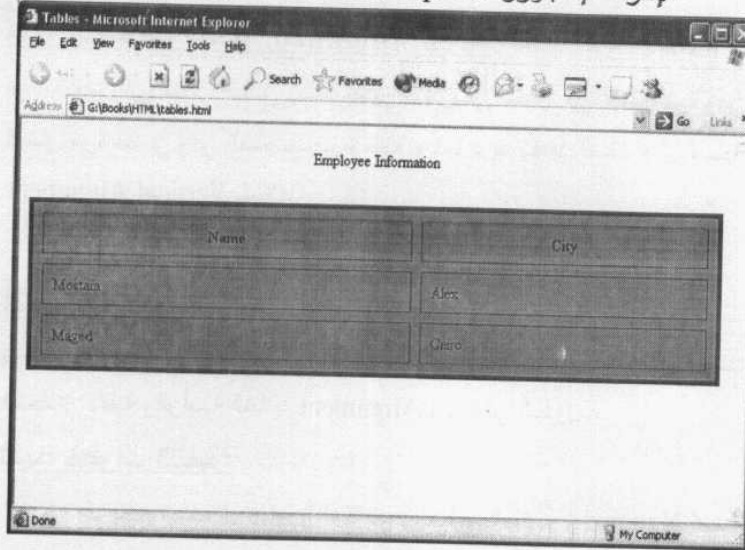 Tables - Microsoft Internet Explorer
File Edit View Favorites Tools Help
Search Favorites Media
Address G:\Books\HTML\tables.html Go Links
Employee Information
Name City
Alex
Maged Cairo
Done My Computer